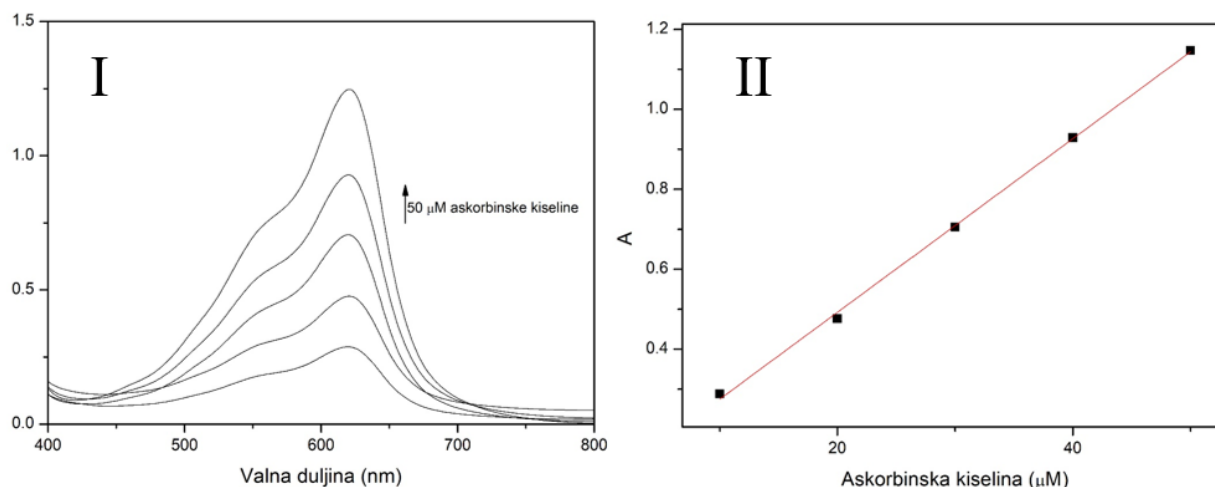 I
1.5
1.0
0.5
0.0
50 μM askorbinske kiseline
400
500
600
700
800
Valna duljina (nm)
II
A
1.2
1.0
0.8
0.6
0.4
20
30
40
Askorbinska kiselina (μM)